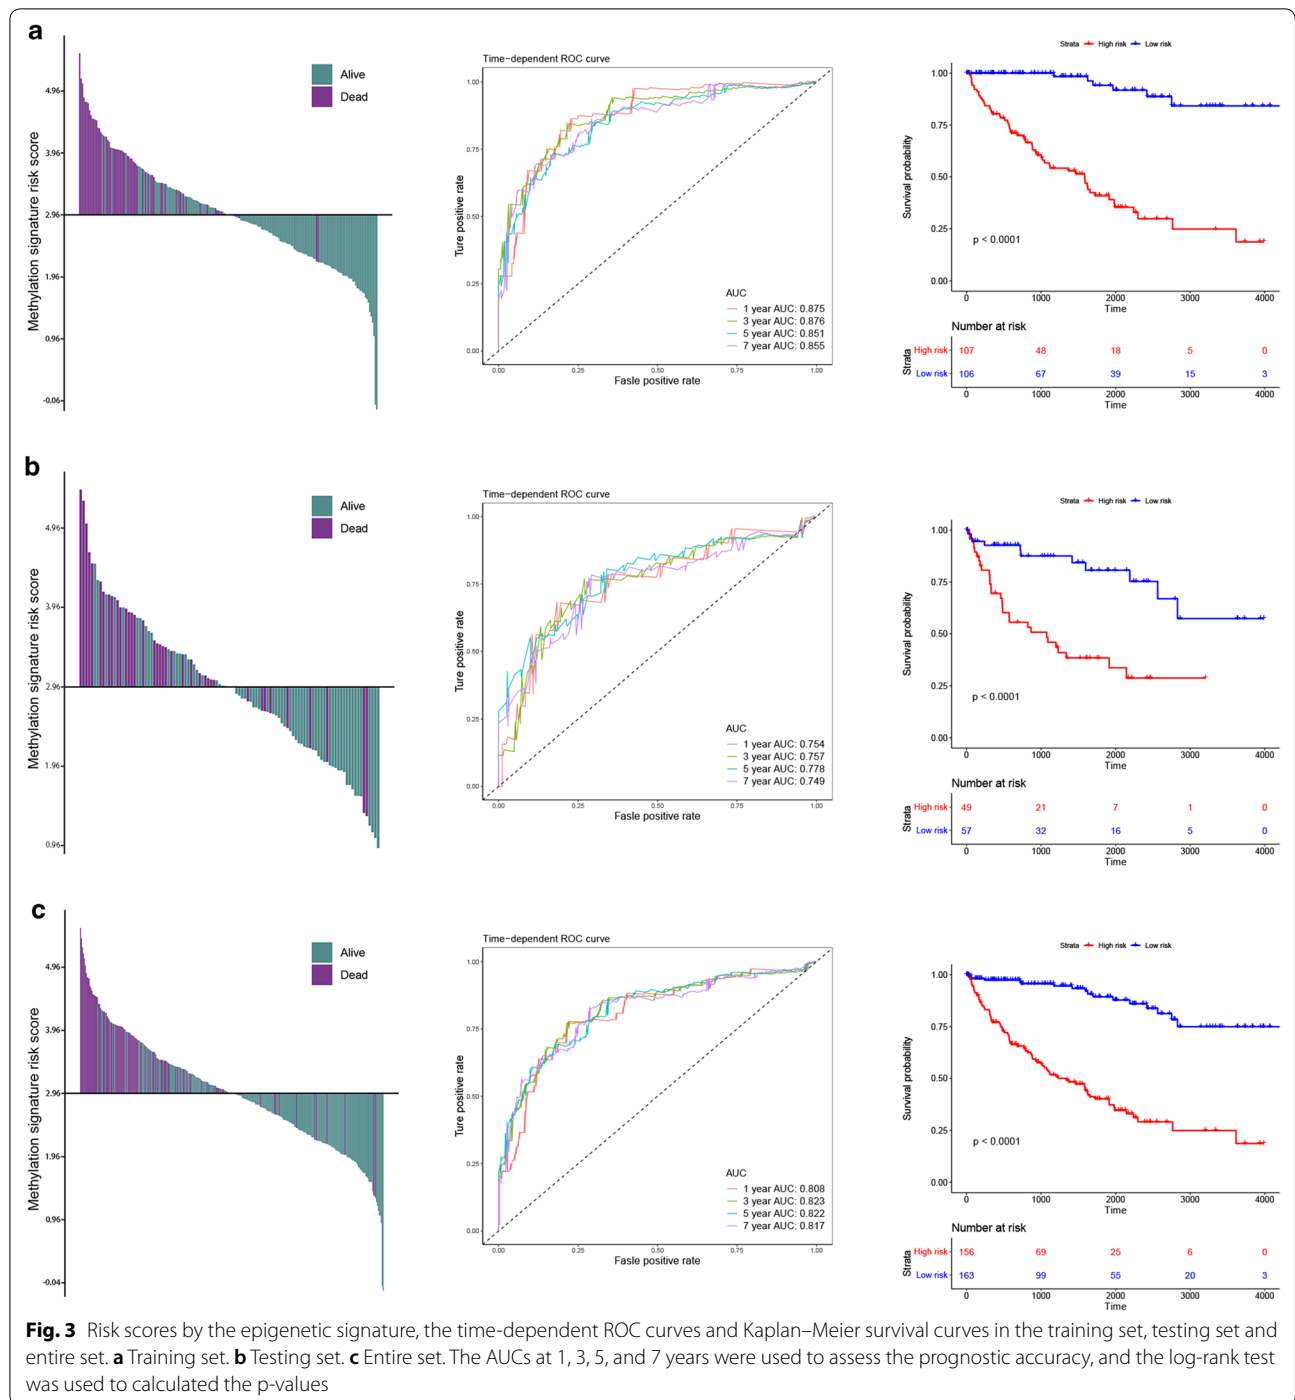 a
Methylation signature risk score
4.96
3.96
2.96
1.96
0.96
-0.06
Alive
Dead
Time-dependent ROC curve
Ture positive rate
1.00
0.75
0.50
0.25
0.00
AUC
1 year AUC: 0.875
3 year AUC: 0.876
5 year AUC: 0.851
7 year AUC: 0.855
0.00 0.25 0.50 0.75 1.00
Fasle positive rate
Strata High risk Low risk
Survival probability
1.00
0.75
0.50
0.25
0.00
p < 0.0001
0 1000 2000 3000 4000
Time
Number at risk
Strata
High risk 107 48 18 5 0
Low risk 106 67 39 15 3
0 1000 2000 3000 4000
Time
b
Methylation signature risk score
4.96
3.96
2.96
1.96
0.96
Alive
Dead
Time-dependent ROC curve
Ture positive rate
1.00
0.75
0.50
0.25
0.00
AUC
1 year AUC: 0.754
3 year AUC: 0.757
5 year AUC: 0.778
7 year AUC: 0.749
0.00 0.25 0.50 0.75 1.00
Fasle positive rate
Strata High risk Low risk
Survival probability
1.00
0.75
0.50
0.25
0.00
p < 0.0001
0 1000 2000 3000 4000
Time
Number at risk
Strata
High risk 49 21 7 1 0
Low risk 57 32 16 5 0
0 1000 2000 3000 4000
Time
c
Methylation signature risk score
4.96
3.96
2.96
1.96
0.96
-0.04
Alive
Dead
Time-dependent ROC curve
Ture positive rate
1.00
0.75
0.50
0.25
0.00
AUC
1 year AUC: 0.808
3 year AUC: 0.823
5 year AUC: 0.822
7 year AUC: 0.817
0.00 0.25 0.50 0.75 1.00
Fasle positive rate
Strata High risk Low risk
Survival probability
1.00
0.75
0.50
0.25
0.00
p < 0.0001
0 1000 2000 3000 4000
Time
Number at risk
Strata
High risk 156 69 25 6 0
Low risk 163 99 55 20 3
0 1000 2000 3000 4000
Time
Fig. 3 Risk scores by the epigenetic signature, the time-dependent ROC curves and Kaplan–Meier survival curves in the training set, testing set and
entire set. a Training set. b Testing set. c Entire set. The AUCs at 1, 3, 5, and 7 years were used to assess the prognostic accuracy, and the log-rank test
was used to calculated the p-values